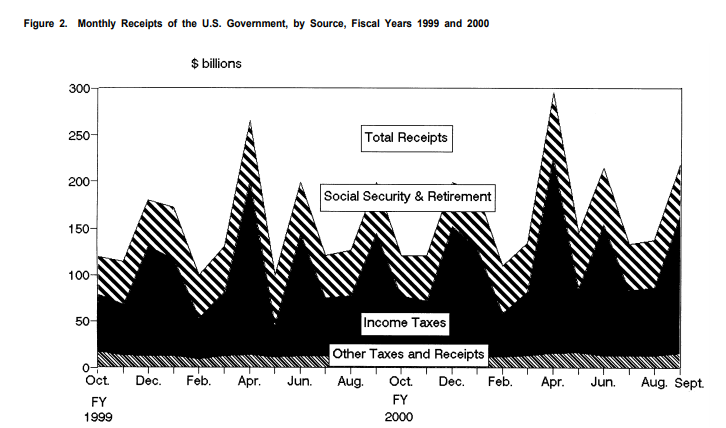 Figure 2. Monthly Receipts of the U.S. Government, by Source, Fiscal Years 1999 and 2000
$ billions
300
250
200
150
100
50
0
Total Receipts
Social Security & Retirement
Income Taxes
Other Taxes and Receipts
Oct. Dec. Feb. Apr. Jun. Aug. Oct. Dec. Feb. Apr. Jun. Aug. Sept.
FY FY
1999 2000